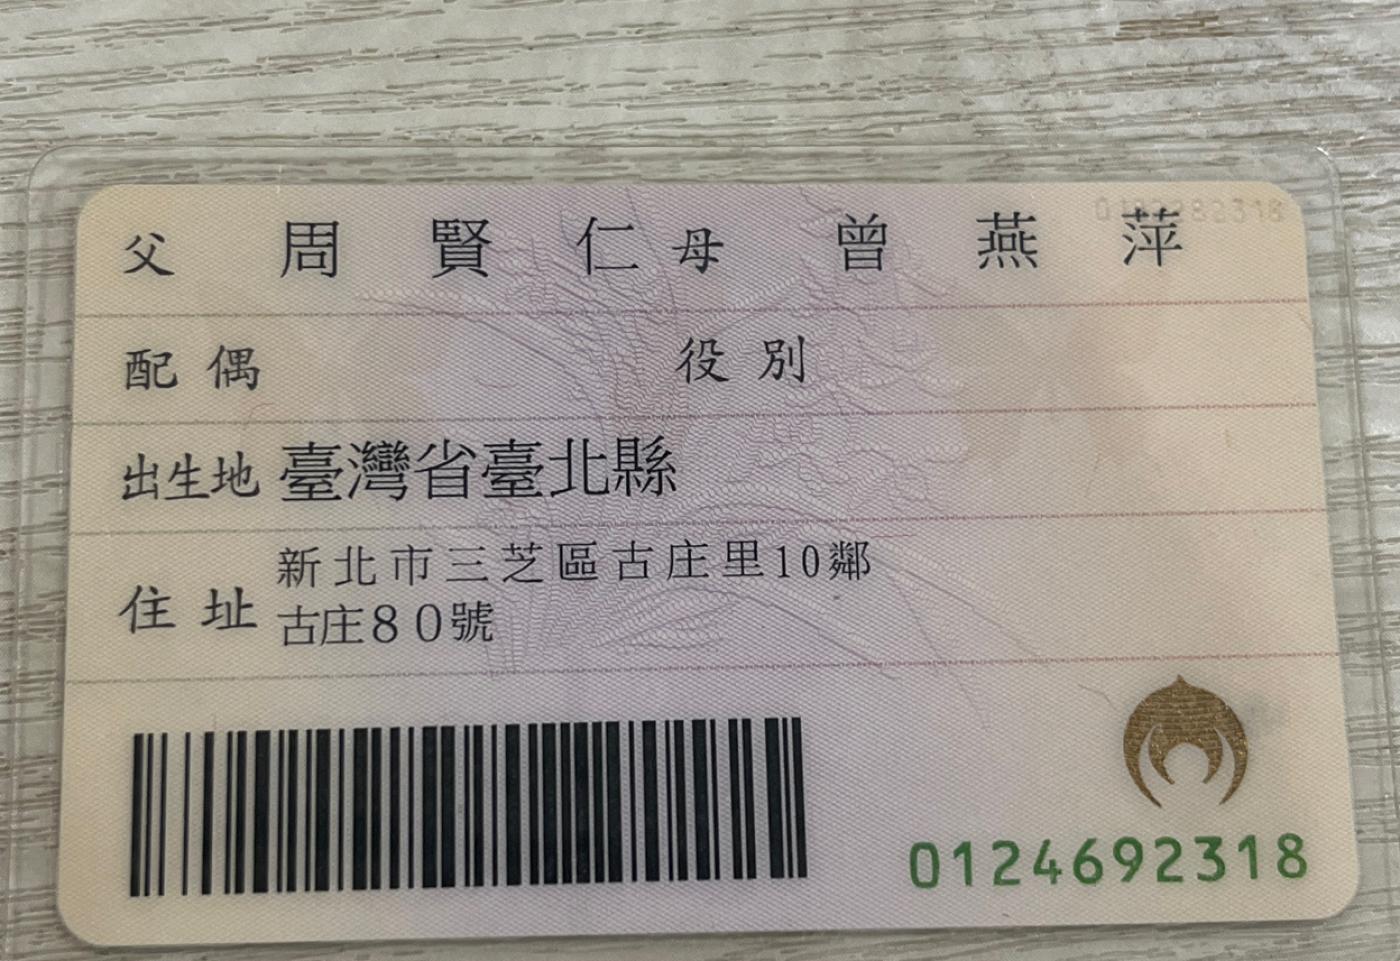 父 周賢仁 母 曾燕萍
配偶 役別
出生地 臺灣省臺北縣
住址 新北市三芝區古庄里10鄰
古庄80號
0124692318